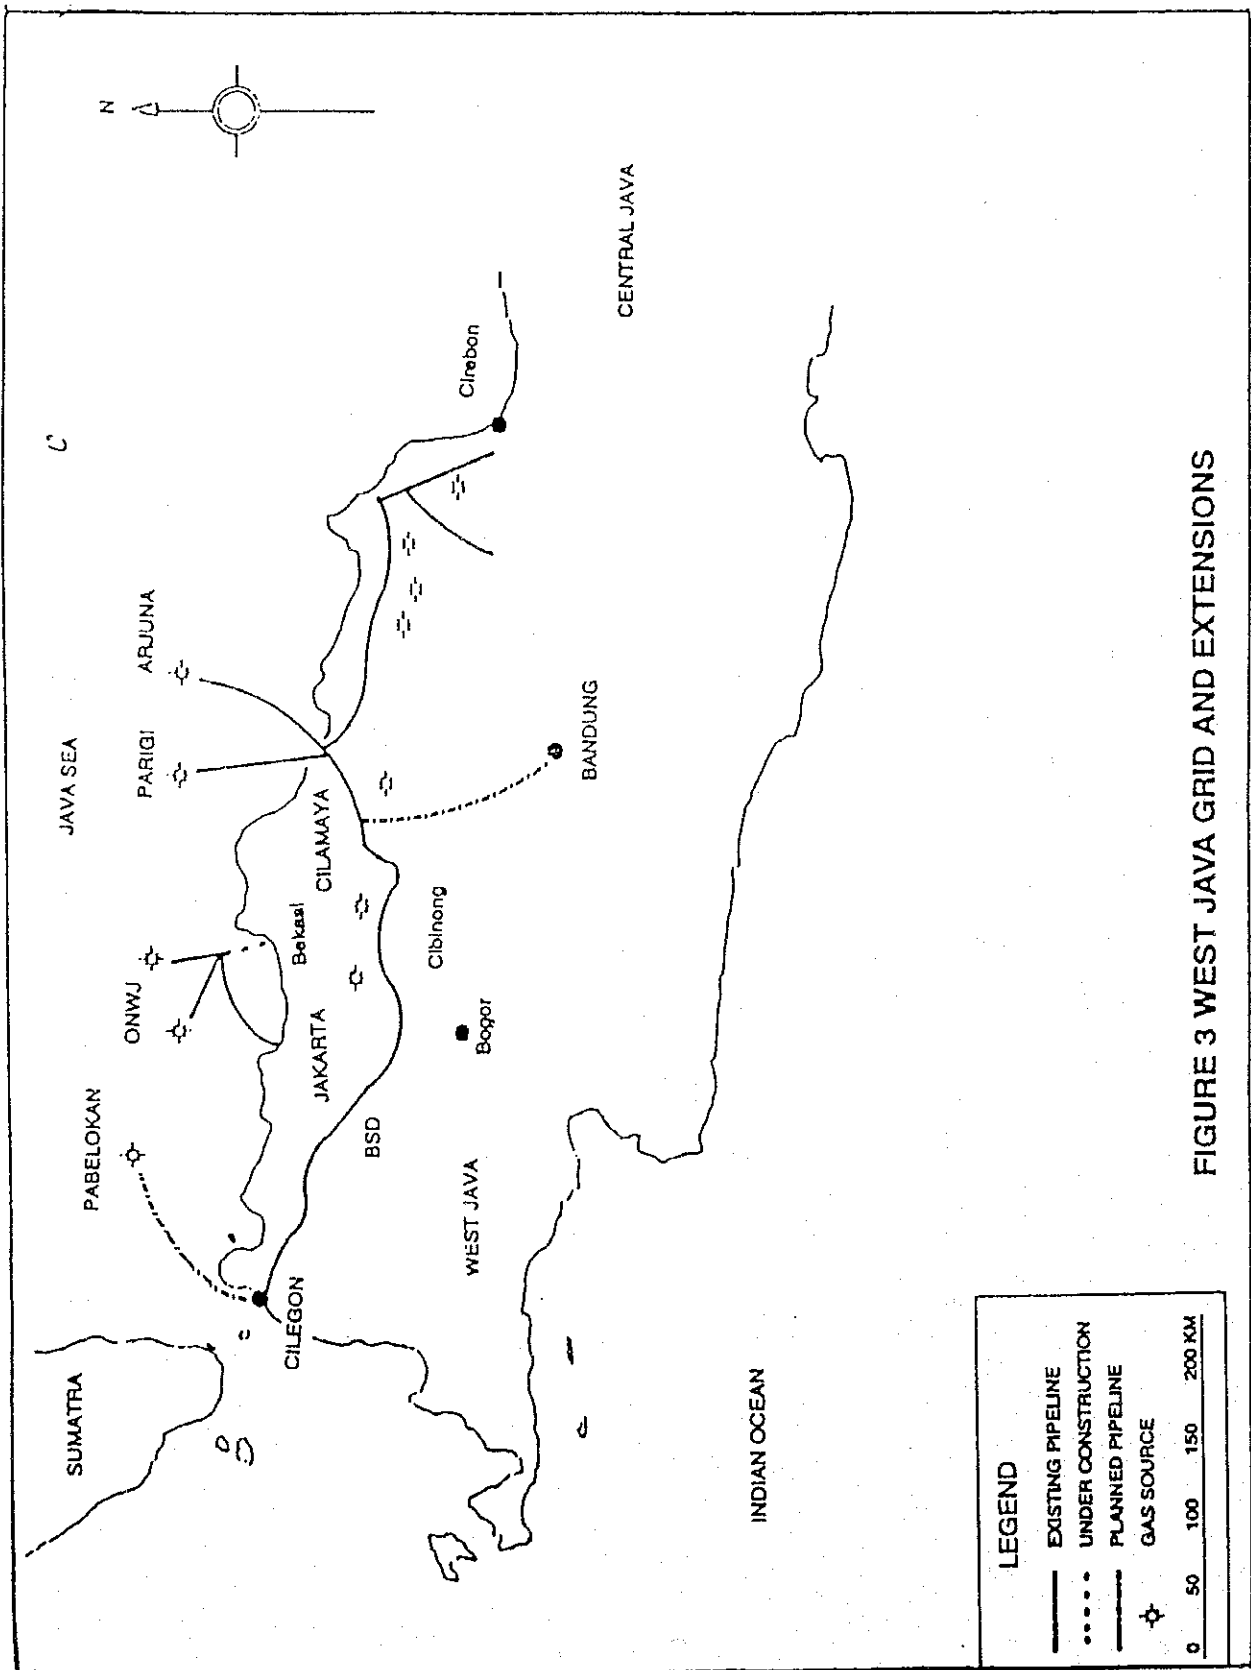 N
C
JAVA SEA
PABELOKAN
ONWJ
PARIGI
ARJUNA
SUMATRA
CILEGON
JAKARTA
Bekasi
CILAMAYA
Cirebon
BSD
Cibinong
WEST JAVA
Bogor
BANDUNG
CENTRAL JAVA
INDIAN OCEAN
LEGEND
EXISTING PIPELINE
UNDER CONSTRUCTION
PLANNED PIPELINE
GAS SOURCE
0 50 100 150 200 KM
FIGURE 3 WEST JAVA GRID AND EXTENSIONS